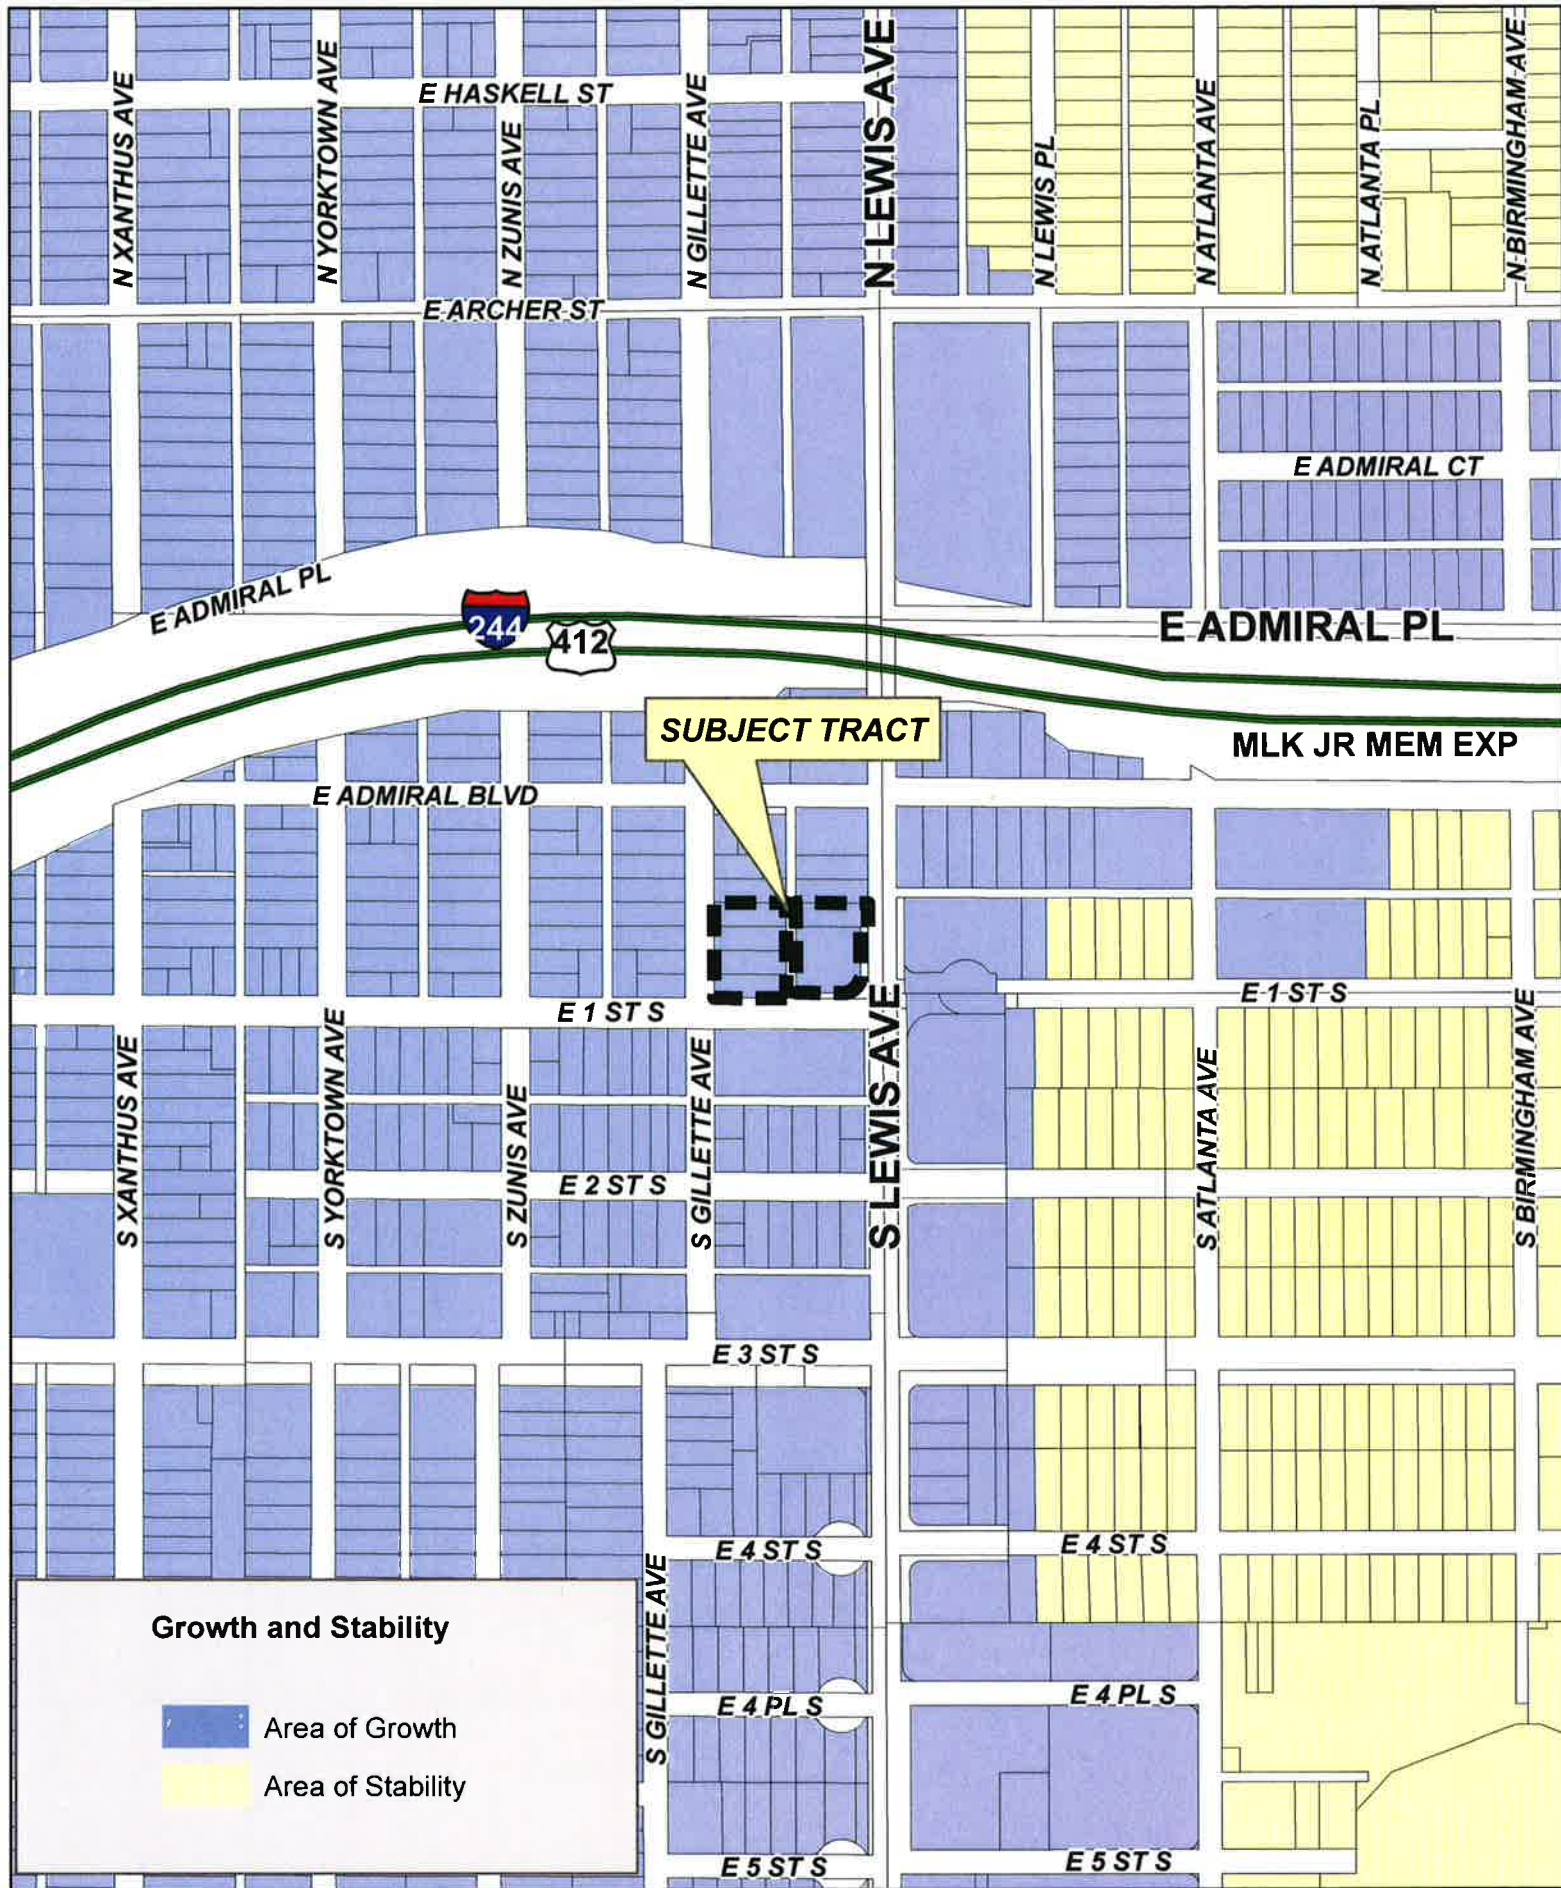 N XANTHUS AVE
N YORKTOWN AVE
E HASKELL ST
N ZUNIS AVE
N GILLETTE AVE
N LEWIS AVE
N LEWIS PL
N ATLANTA AVE
N ATLANTA PL
N BIRMINGHAM AVE
E ARCHER ST
E ADMIRAL CT
E ADMIRAL PL
244
412
E ADMIRAL PL
SUBJECT TRACT
MLK JR MEM EXP
E ADMIRAL BLVD
E 1 ST S
E 1 ST S
S XANTHUS AVE
S YORKTOWN AVE
S ZUNIS AVE
S GILLETTE AVE
S LEWIS AVE
S ATLANTA AVE
S BIRMINGHAM AVE
E 2 ST S
E 3 ST S
E 4 ST S
E 4 ST S
S GILLETTE AVE
E 4 PL S
E 4 PL S
E 5 ST S
E 5 ST S
Growth and Stability
Area of Growth
Area of Stability